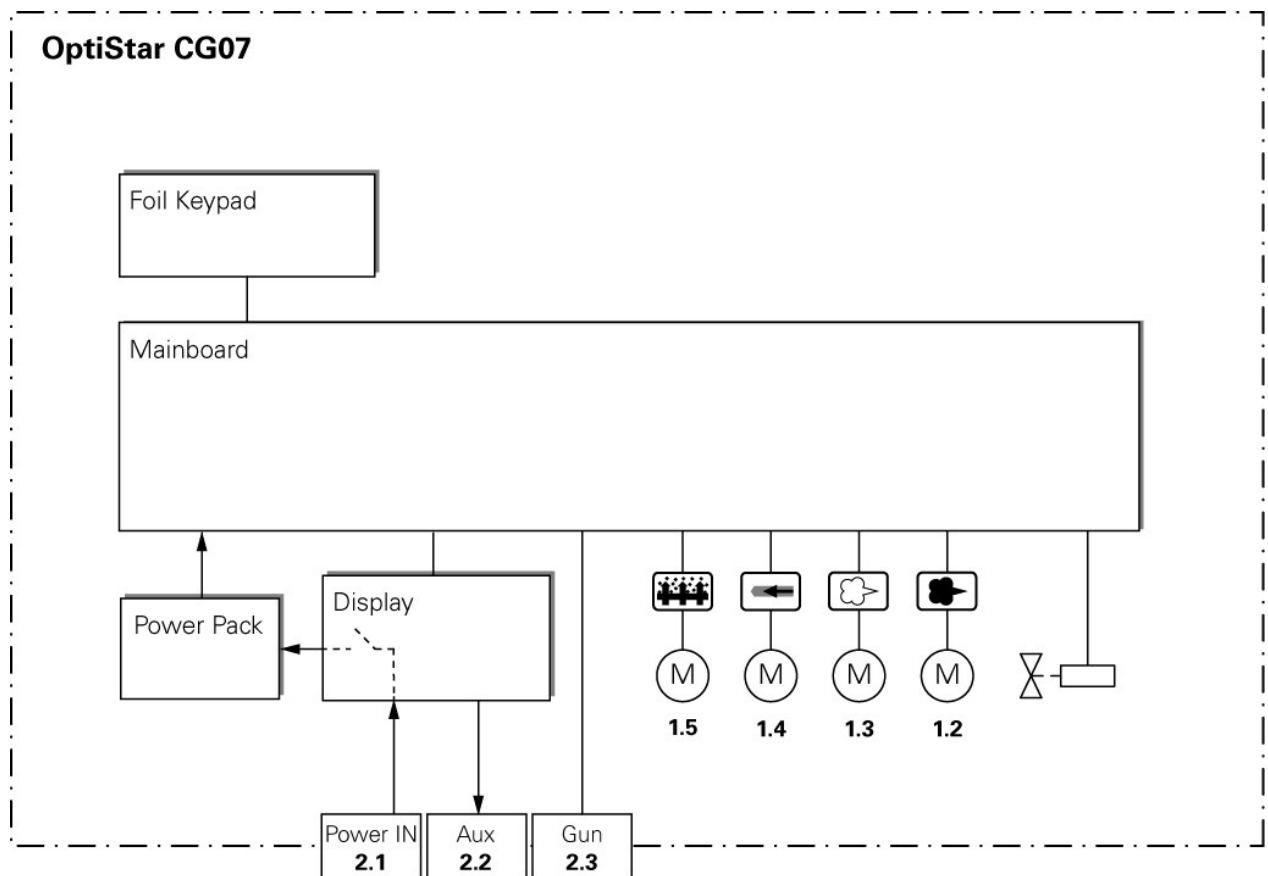 OptiStar CG07
Foil Keypad
Mainboard
Power Pack
Display
M
M
M
M
1.5
1.4
1.3
1.2
Power IN
2.1
Aux
2.2
Gun
2.3